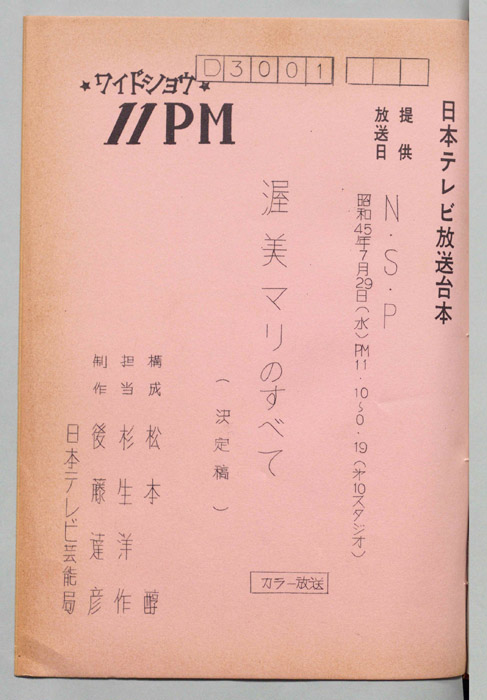 D3001
★ワイドショウ★
11PM
日本テレビ放送台本
提供 N・S・P
放送日 昭和45年7月29日(水)PM11・10〜0・19(第10スタジオ)
渥美マリのすべて
(決定稿)
カラー放送
構成 松本醇
担当 杉生洋作
制作 後藤達彦
日本テレビ芸能局